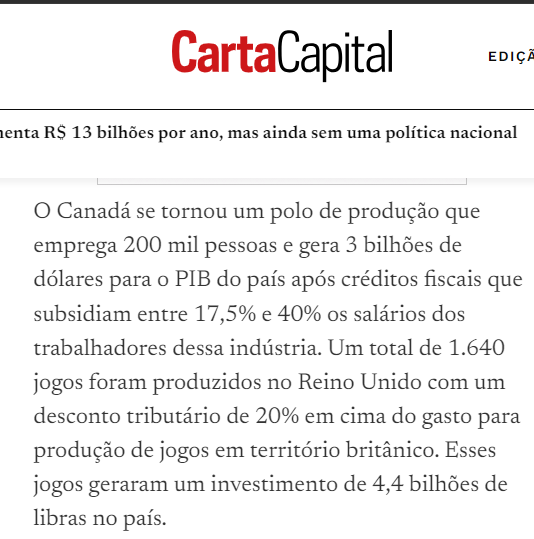 CartaCapital
menta R$ 13 bilhões por ano, mas ainda sem uma política nacional
O Canadá se tornou um polo de produção que
emprega 200 mil pessoas e gera 3 bilhões de
dólares para o PIB do país após créditos fiscais que
subsidiam entre 17,5% e 40% os salários dos
trabalhadores dessa indústria. Um total de 1.640
jogos foram produzidos no Reino Unido com um
desconto tributário de 20% em cima do gasto para
produção de jogos em território britânico. Esses
jogos geraram um investimento de 4,4 bilhões de
libras no país.